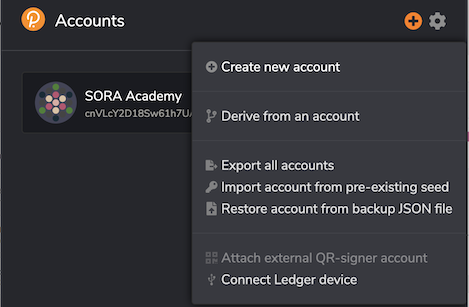 Accounts
SORA Academy
cnVLcY2D18Sw61h7U
Create new account
Derive from an account
Export all accounts
Import account from pre-existing seed
Restore account from backup JSON file
Attach external QR-signer account
Connect Ledger device